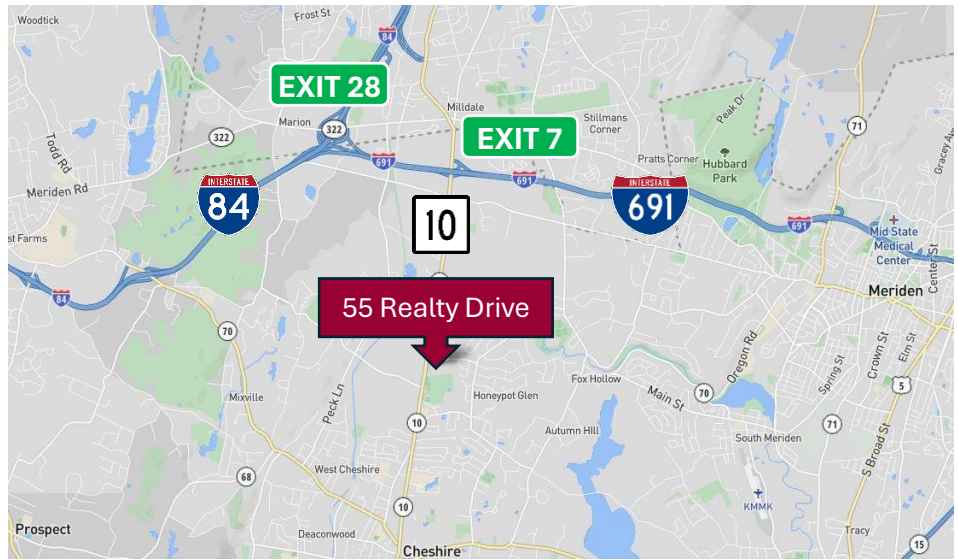 Woodtick
Frost St
84
EXIT 28
Milldale
Marion
322
322
EXIT 7
Stillmans
Corner
Peak Dr
71
Gracey Ave
Todd Rd
Meriden Rd
691
Pratts Corner
Hubbard
Park
INTERSTATE
84
691
INTERSTATE
691
10
691
Mid State
Medical
Center
Center St
st Farms
84
Meriden
55 Realty Drive
70
Oregon Rd
Crown St
Elm St
Spring St
5
Fox Hollow
Main St
70
Mixville
Peck Ln
Honeypot Glen
10
Autumn Hill
South Meriden
71
S Broad St
West Cheshire
68
KMMK
10
Prospect
Deaconwood
Cheshire
Tracy
15